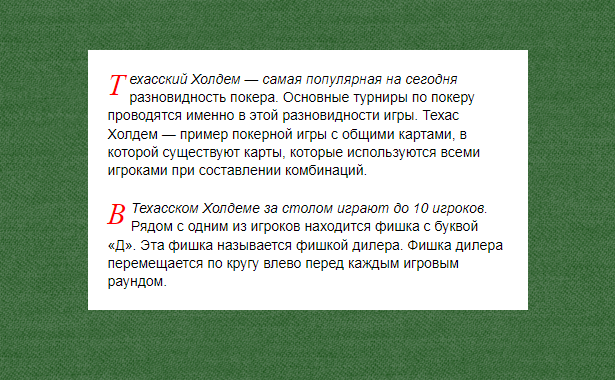 Техасский Холдем — самая популярная на сегодня
разновидность покера. Основные турниры по покеру
проводятся именно в этой разновидности игры. Техас
Холдем — пример покерной игры с общими картами, в
которой существуют карты, которые используются всеми
игроками при составлении комбинаций.
В Техасском Холдеме за столом играют до 10 игроков.
Рядом с одним из игроков находится фишка с буквой
«Д». Эта фишка называется фишкой дилера. Фишка дилера
перемещается по кругу влево перед каждым игровым
раундом.